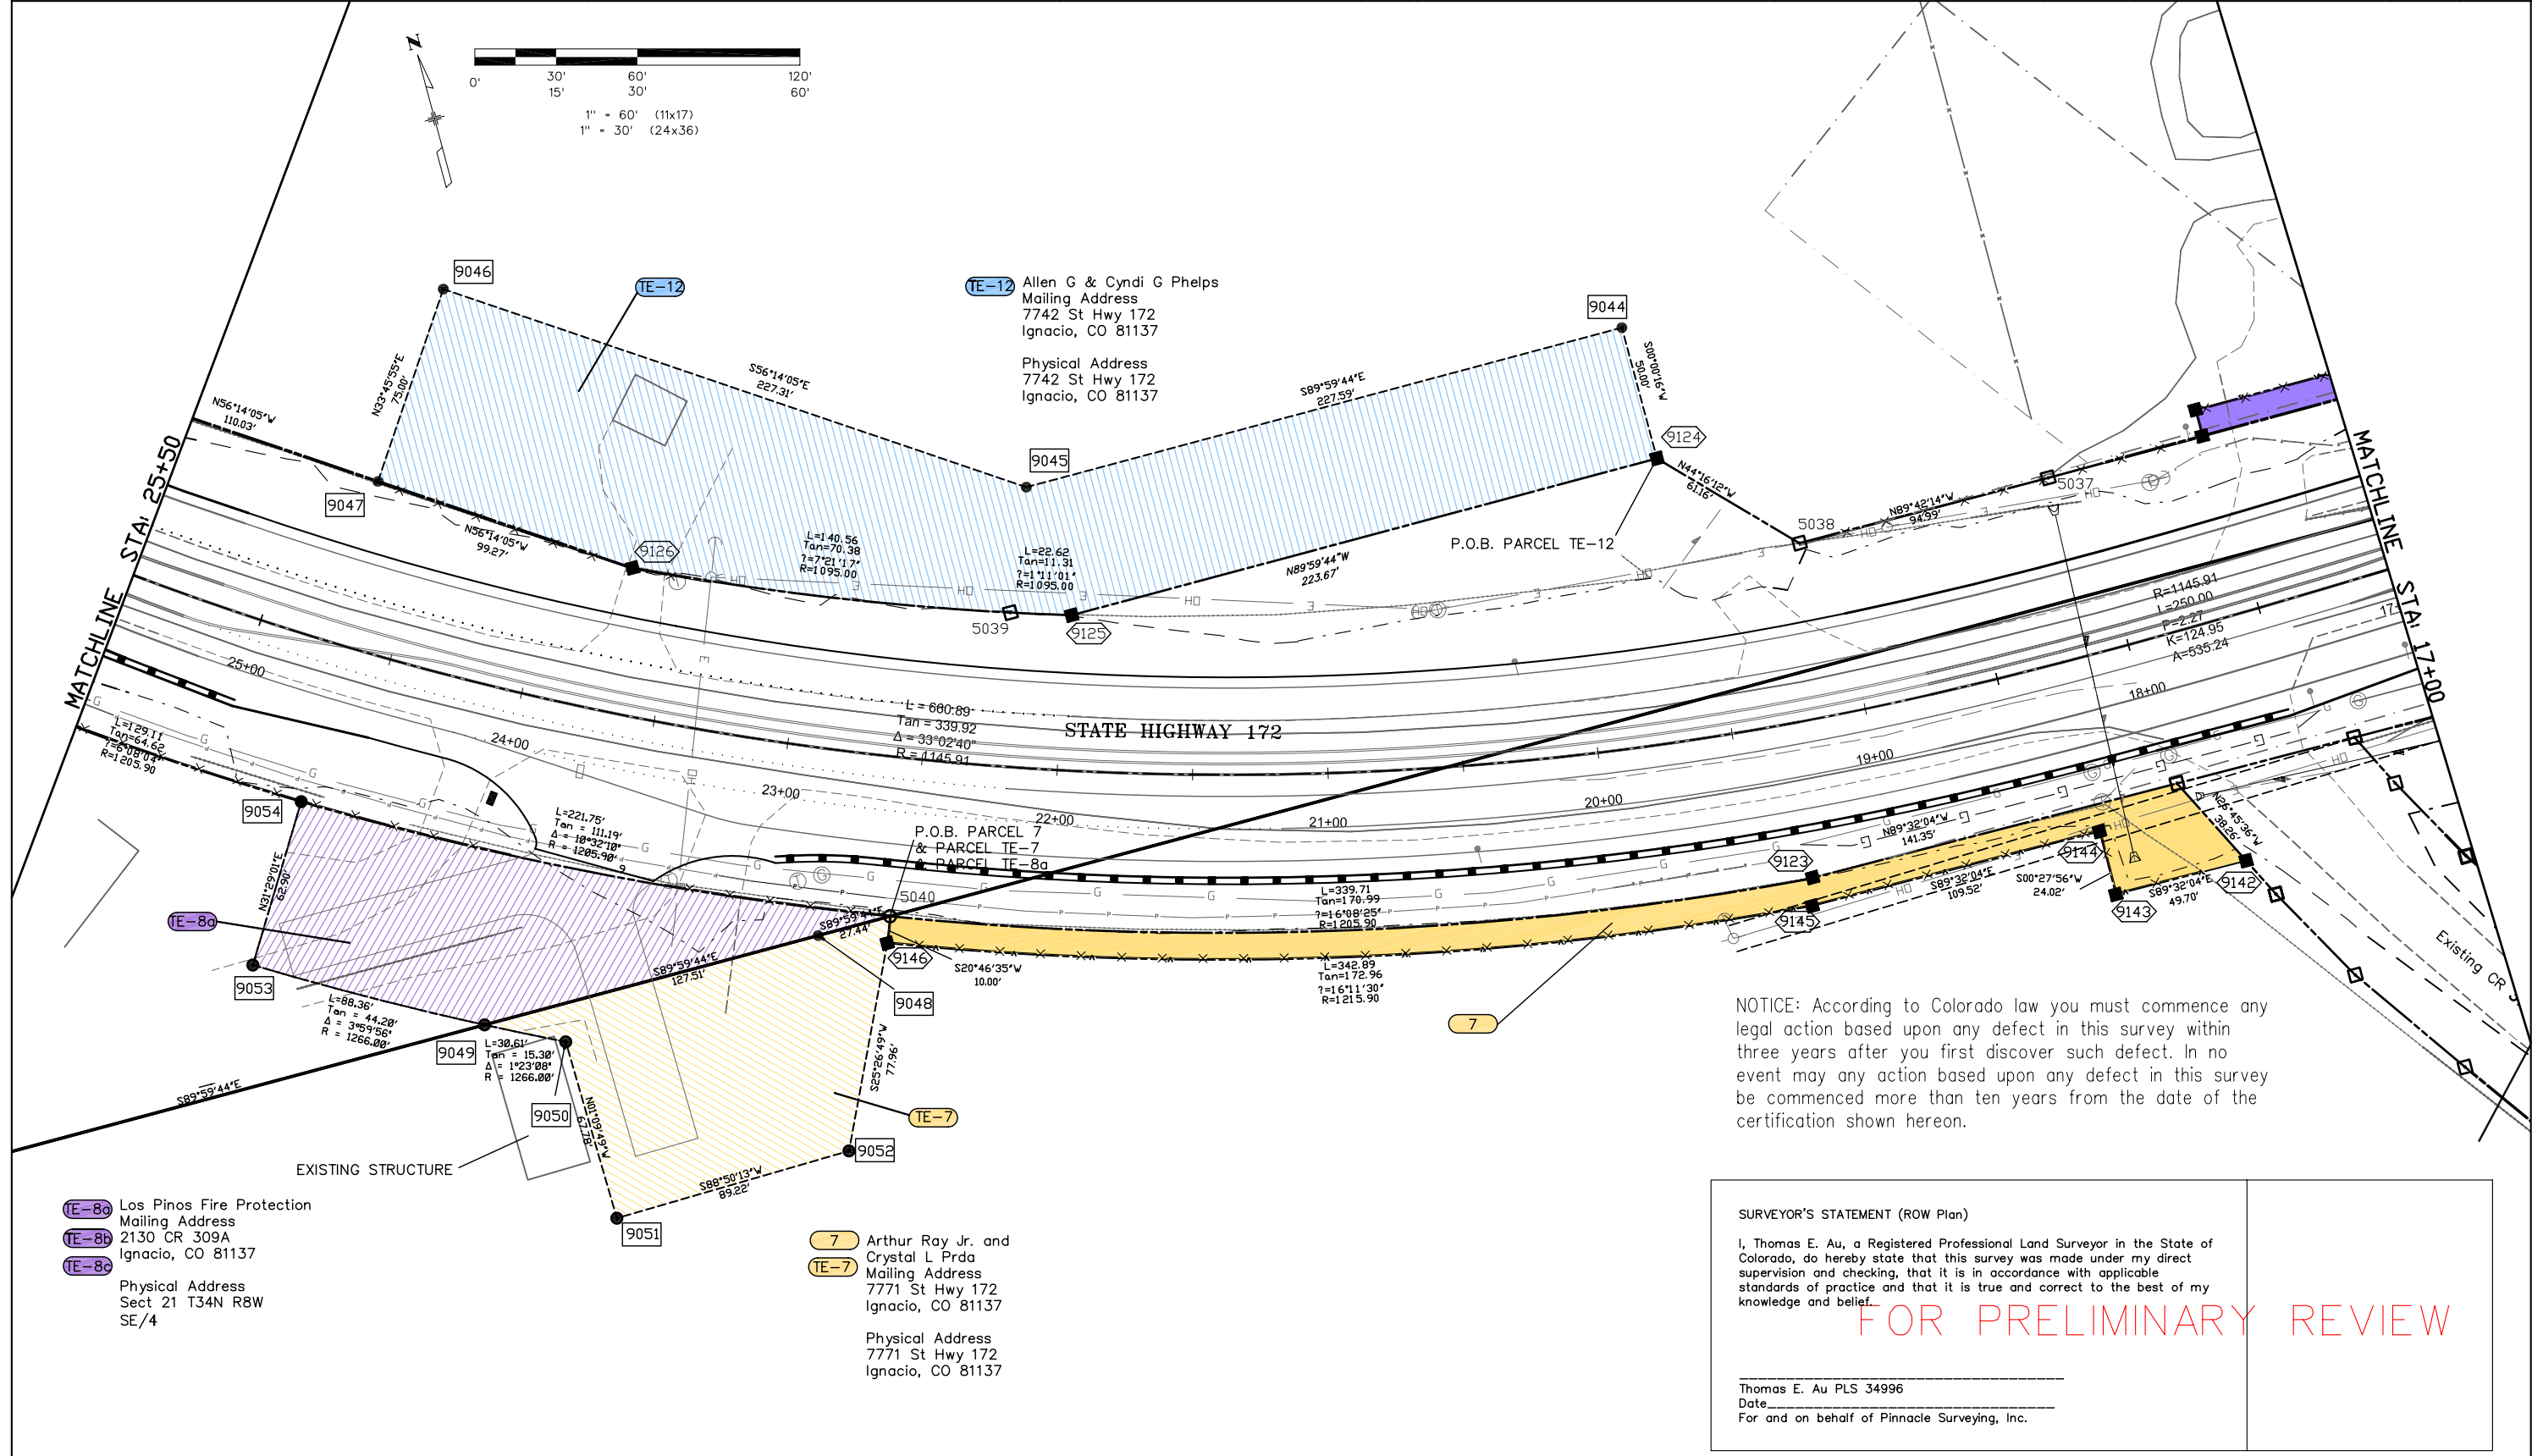 N
0' 30' 60' 120'
15' 30' 60'
1" = 60' (11x17)
1" = 30' (24x36)
9046
TE-12
TE-12 Allen G & Cyndi G Phelps
Mailing Address
7742 St Hwy 172
Ignacio, CO 81137
Physical Address
7742 St Hwy 172
Ignacio, CO 81137
9044
S00°00'16"W
50.00'
N33°45'55"E
75.00'
S56°14'05"E
227.31'
S89°59'44"E
227.59'
N56°14'05"W
110.03'
9047
9045
9124
N44°16'12"W
61.16'
5037
N89°42'14"W
94.99'
5038
P.O.B. PARCEL TE-12
N56°14'05"W
99.27'
9126
L=140.56
Tan=70.38
?=7°21'17"
R=1095.00
L=22.62
Tan=11.31
?=1°11'01"
R=1095.00
N89°59'44"W
223.67'
5039
9125
MATCHLINE STA: 25+50
MATCHLINE STA: 17+00
R=1145.91
L=250.00
P=2.27
K=124.95
A=535.24
17+
18+00
19+00
20+00
21+00
22+00
23+00
24+00
25+00
L = 660.89'
Tan = 339.92
Δ = 33°02'40"
R = 1145.91
STATE HIGHWAY 172
L=129.11
Tan=64.62
?=6°08'04"
R=1205.90
9054
L=221.75'
Tan = 111.19'
Δ = 10°32'10"
R = 1205.90'
P.O.B. PARCEL 7
& PARCEL TE-7
& PARCEL TE-8a
5040
N31°29'01"E
62.90'
TE-8a
9053
S89°59'44"E
27.44'
S89°59'44"E
127.51'
9146
S20°46'35"W
10.00'
9048
L=339.71
Tan=170.99
?=16°08'25"
R=1205.90
L=342.89
Tan=172.96
?=16°11'30"
R=1215.90
9123
N89°32'04"W
141.35'
9145
S89°32'04"E
109.52'
9144
S00°27'56"W
24.02'
9143
S89°32'04"E
49.70'
9142
N26°45'36"W
38.26'
Existing CR
7
L=88.36'
Tan = 44.20'
Δ = 3°59'56"
R = 1266.00'
9049
L=30.61'
Tan = 15.30'
Δ = 1°23'08"
R = 1266.00'
9050
N01°09'49"W
67.78'
S25°26'49"W
77.96'
TE-7
9052
S88°50'13"W
89.22'
9051
S89°59'44"E
EXISTING STRUCTURE
TE-8a Los Pinos Fire Protection
Mailing Address
TE-8b 2130 CR 309A
Ignacio, CO 81137
TE-8c
Physical Address
Sect 21 T34N R8W
SE/4
7 Arthur Ray Jr. and
Crystal L Prda
TE-7 Mailing Address
7771 St Hwy 172
Ignacio, CO 81137
Physical Address
7771 St Hwy 172
Ignacio, CO 81137
NOTICE: According to Colorado law you must commence any
legal action based upon any defect in this survey within
three years after you first discover such defect. In no
event may any action based upon any defect in this survey
be commenced more than ten years from the date of the
certification shown hereon.
SURVEYOR'S STATEMENT (ROW Plan)
I, Thomas E. Au, a Registered Professional Land Surveyor in the State of
Colorado, do hereby state that this survey was made under my direct
supervision and checking, that it is in accordance with applicable
standards of practice and that it is true and correct to the best of my
knowledge and belief.
FOR PRELIMINARY REVIEW
Thomas E. Au PLS 34996
Date
For and on behalf of Pinnacle Surveying, Inc.